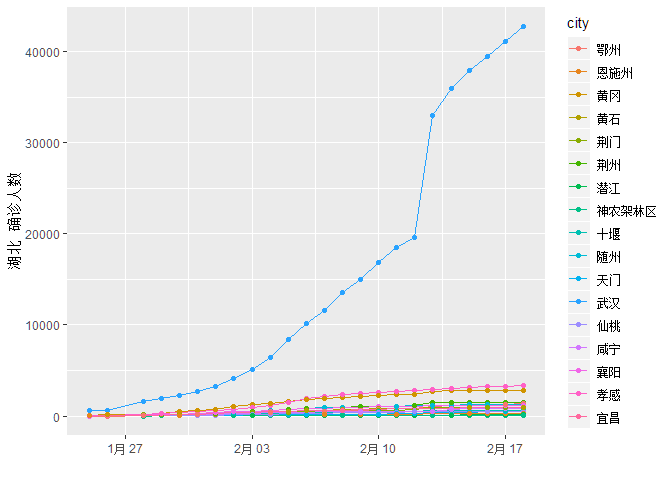 city
鄂州
恩施州
黄冈
黄石
荆门
荆州
潜江
神农架林区
十堰
随州
天门
武汉
仙桃
咸宁
襄阳
孝感
宜昌
湖北 确诊人数
40000
30000
20000
10000
0
1月 27
2月 03
2月 10
2月 17